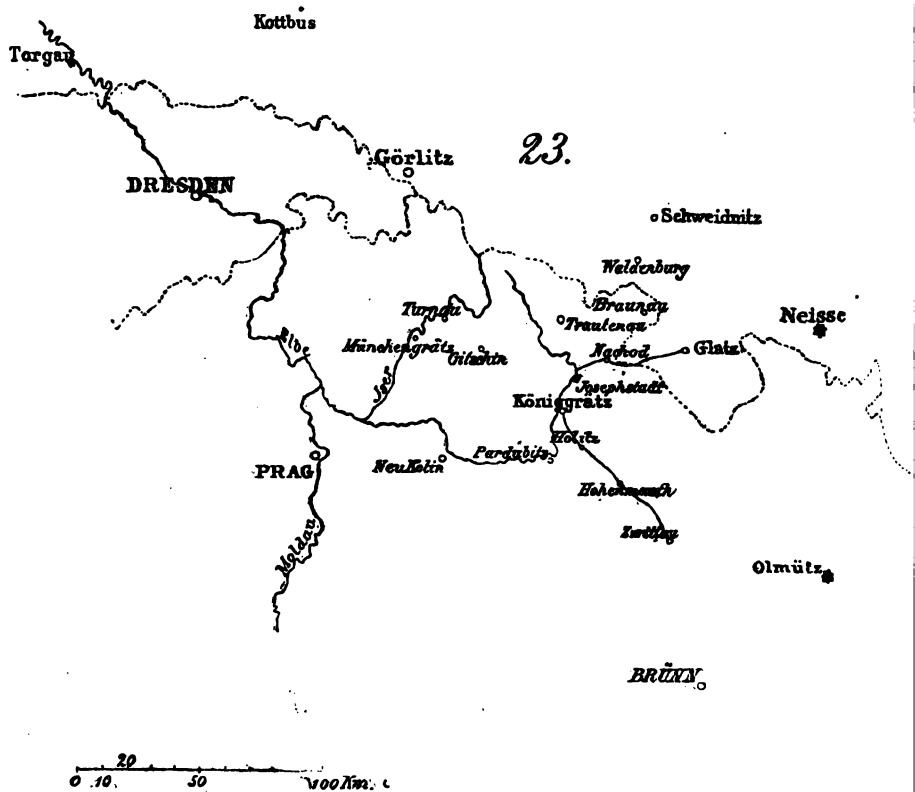 Kottbus
Torgau
Görlitz
23.
DRESDEN
Schweidnitz
Waldenburg
Braunau
Turnau
Trautenau
Neisse
Elbe
Münchengrätz
Gitschin
Nachod
Glatz
Iser
Josephstadt
Königgrätz
Holitz
Pardubitz
PRAG
Neu Kolin
Hohenmauth
Zwittau
Moldau
Olmütz
BRÜNN
20
0 10 50 100 Km.